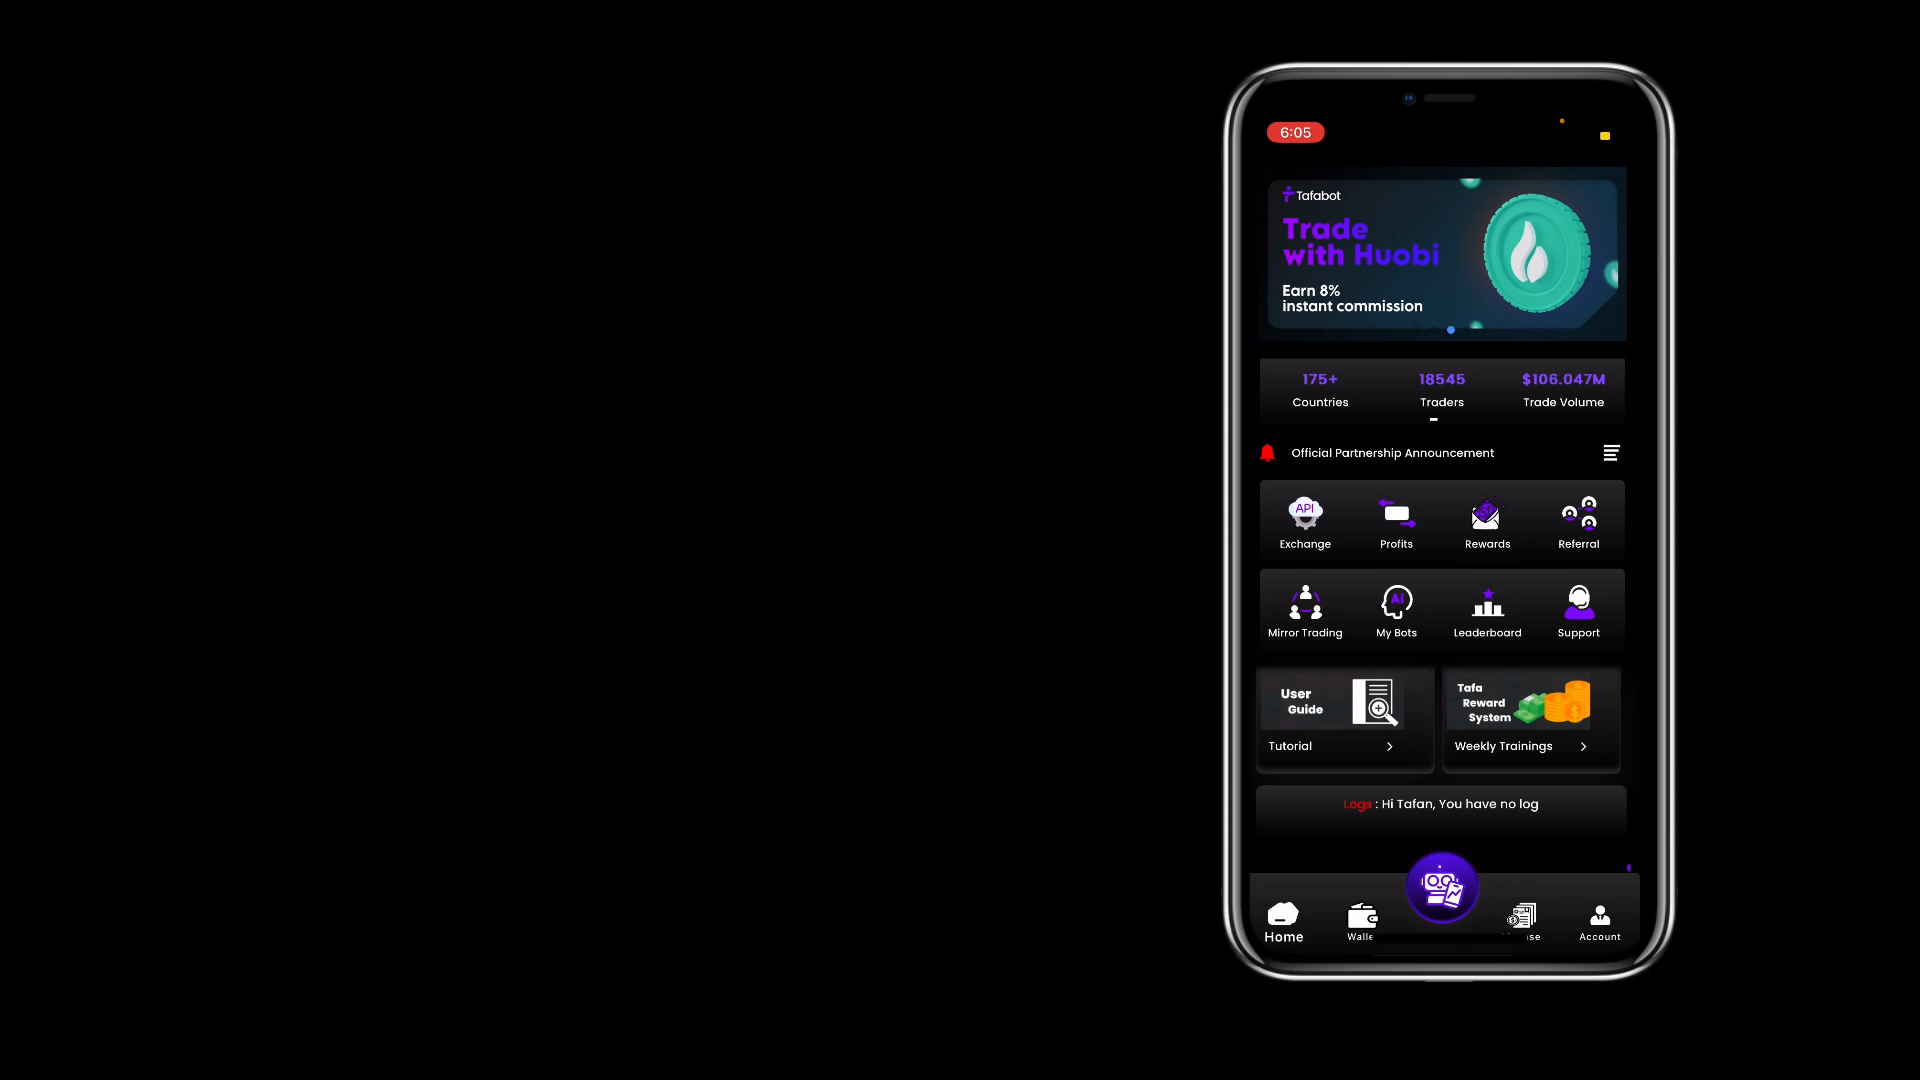 6:05
Tafabot
Trade
with Huobi
Earn 8%
instant commission
175+ 18545 $106.047M
Countries Traders Trade Volume
Official Partnership Announcement
API
Exchange Profits Rewards Referral
AI
Mirror Trading My Bots Leaderboard Support
User
Guide
Tutorial
Tafa
Reward
System
Weekly Trainings
Logs : Hi Tafan, You have no log
Home Account